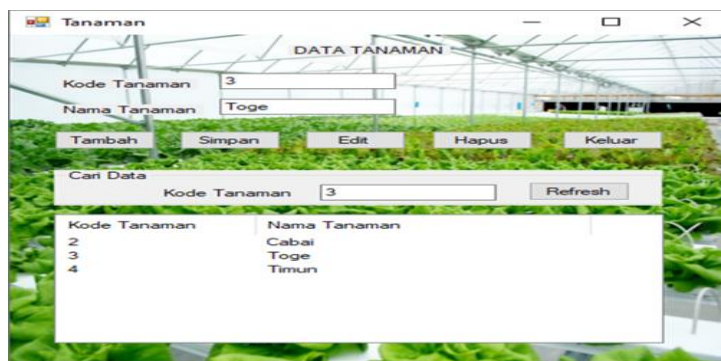 Tanaman
DATA TANAMAN
Kode Tanaman 3
Nama Tanaman Toge
Tambah Simpan Edit Hapus Keluar
Cari Data
Kode Tanaman 3 Refresh
Kode Tanaman Nama Tanaman
2 Cabai
3 Toge
4 Timun